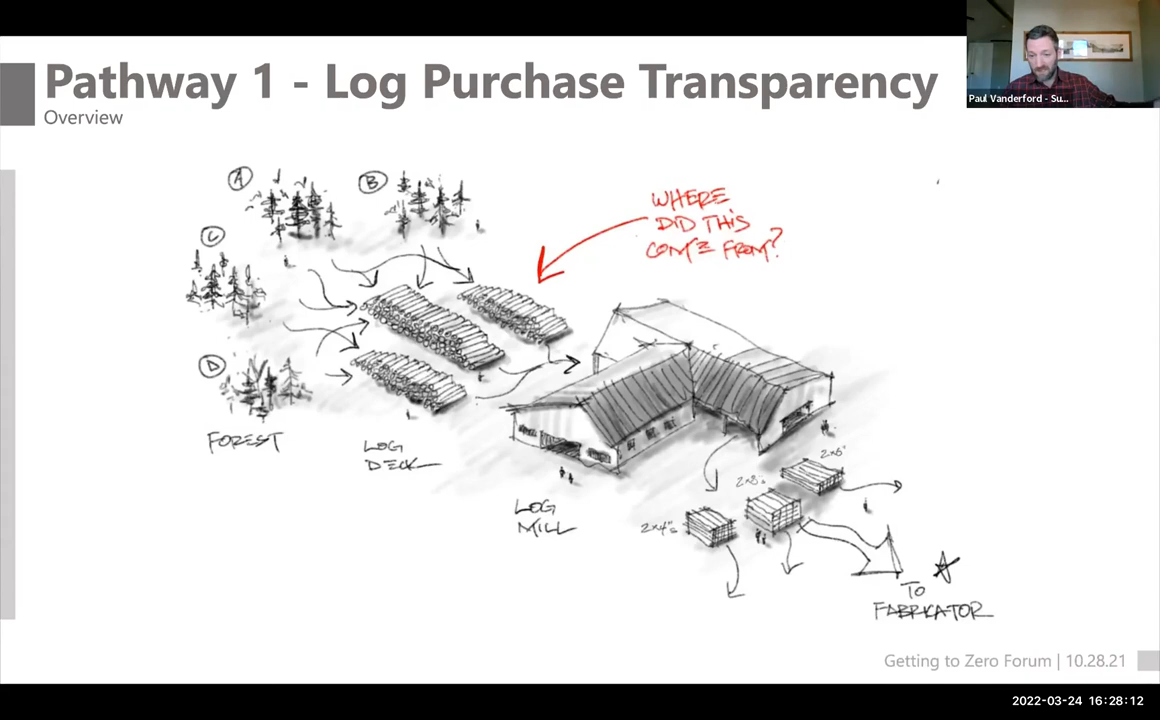 Pathway 1 - Log Purchase Transparency
Overview
Paul Vanderford - Su...
A
B
C
D
WHERE
DID THIS
COME FROM?
FOREST
LOG
DECK
LOG
MILL
2x4's
2x8's
2x6'
TO
FABRICATOR
Getting to Zero Forum | 10.28.21
2022-03-24 16:28:12